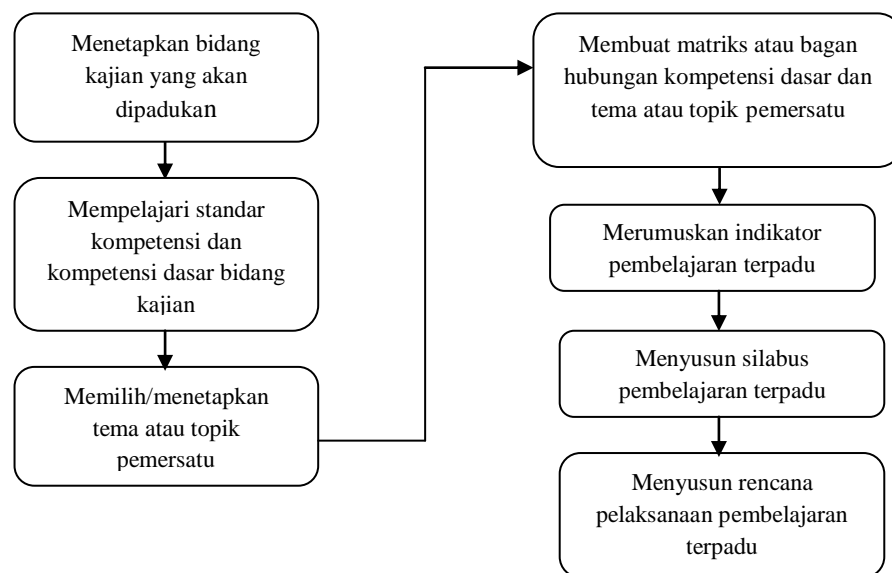 Menetapkan bidang
kajian yang akan
dipadukan
Mempelajari standar
kompetensi dan
kompetensi dasar bidang
kajian
Memilih/menetapkan
tema atau topik
pemersatu
Membuat matriks atau bagan
hubungan kompetensi dasar dan
tema atau topik pemersatu
Merumuskan indikator
pembelajaran terpadu
Menyusun silabus
pembelajaran terpadu
Menyusun rencana
pelaksanaan pembelajaran
terpadu